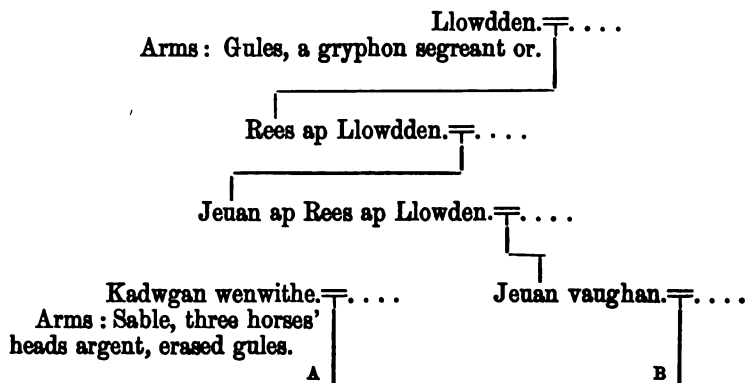 Llowdden.=. . . .
Arms: Gules, a gryphon segreant or.
Rees ap Llowdden.=. . . .
Jeuan ap Rees ap Llowden.=. . . .
Kadwgan wenwithe.=. . . . Jeuan vaughan.=. . . .
Arms: Sable, three horses'
heads argent, erased gules.
A B